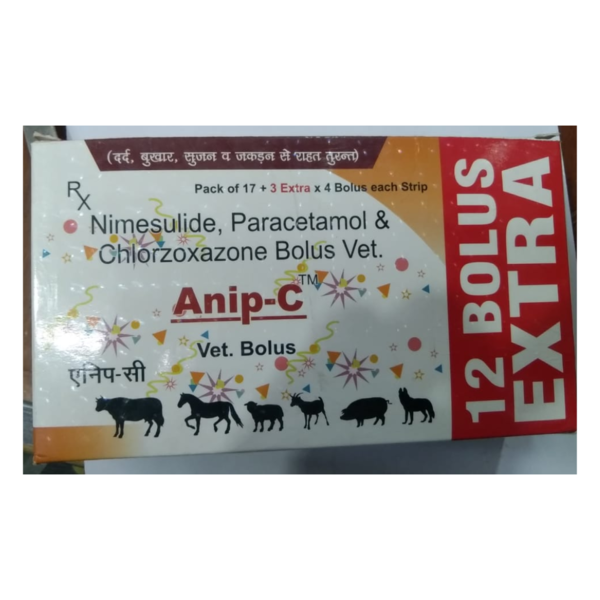 (दर्द, बुखार, सुजन व जकड़न से राहत तुरन्त)
Rx
Pack of 17 + 3 Extra x 4 Bolus each Strip
Nimesulide, Paracetamol &
Chlorzoxazone Bolus Vet.
Anip-C™
Vet. Bolus
एनिप-सी
12 BOLUS
EXTRA